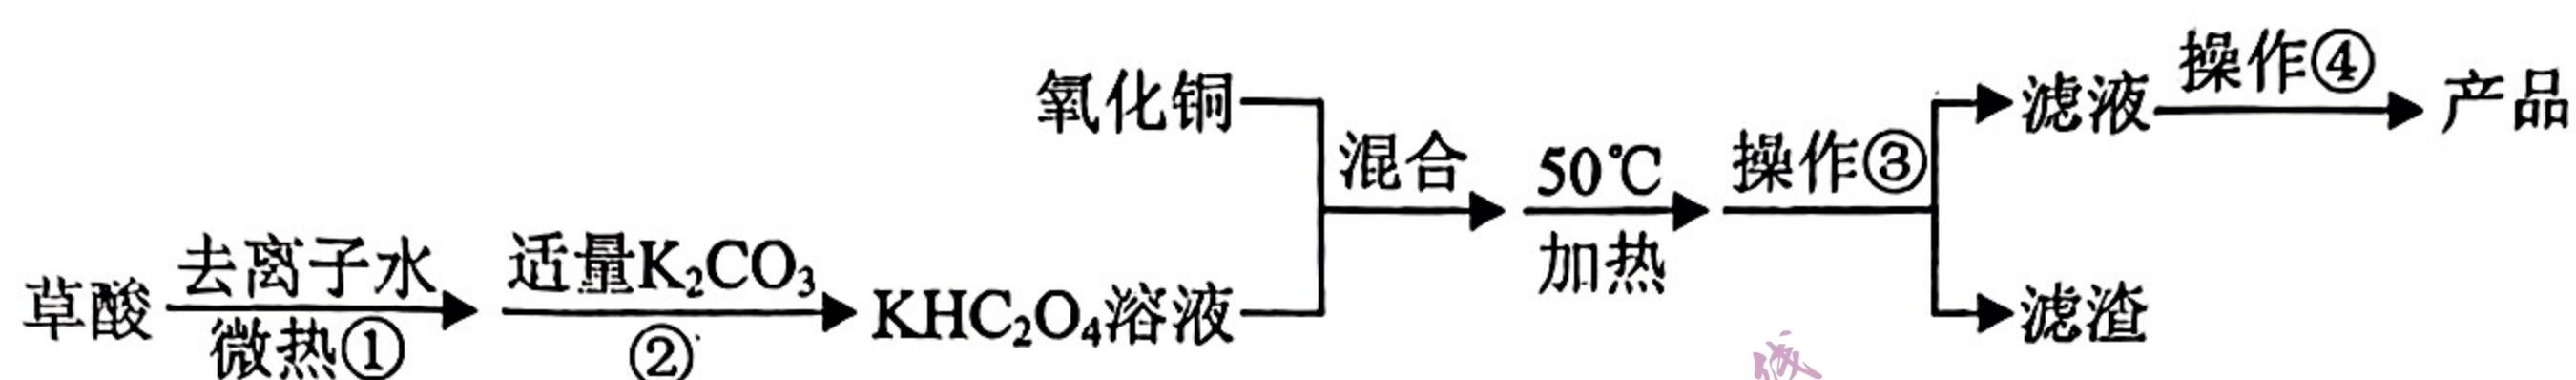 操作④
氧化铜
滤液
产品
混合
50℃
操作③
加热
草酸
去离子水
微热①
适量K₂CO₃
②
KHC₂O₄溶液
滤渣